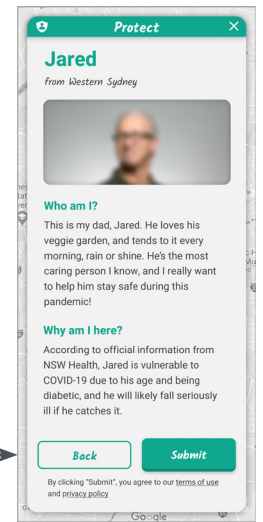 Protect
Jared
from Western Sydney
Who am I?
This is my dad, Jared. He loves his
veggie garden, and tends to it every
morning, rain or shine. He's the most
caring person I know, and I really want
to help him stay safe during this
pandemic!
Why am I here?
According to official information from
NSW Health, Jared is vulnerable to
COVID-19 due to his age and being
diabetic, and he will likely fall seriously
ill if he catches it.
Back
Submit
By clicking "Submit", you agree to our terms of use
and privacy policy
Google